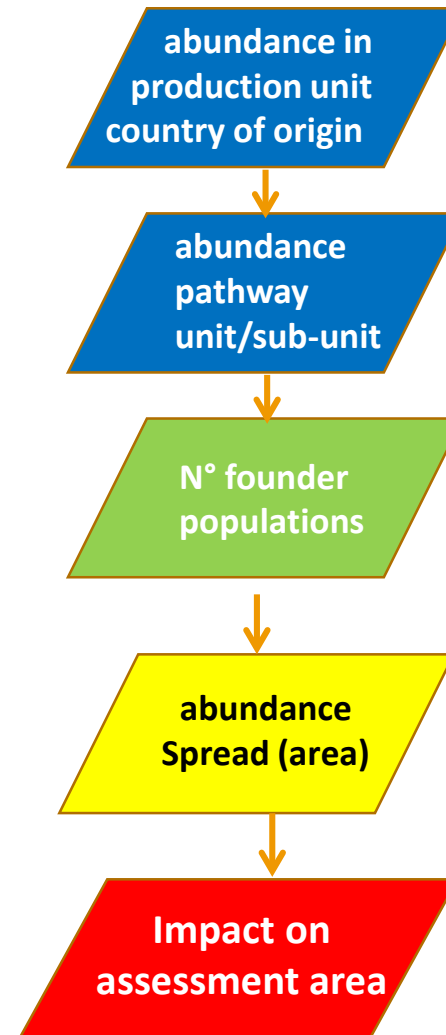 abundance in
production unit
country of origin
abundance
pathway
unit/sub-unit
N° founder
populations
abundance
Spread (area)
Impact on
assessment area